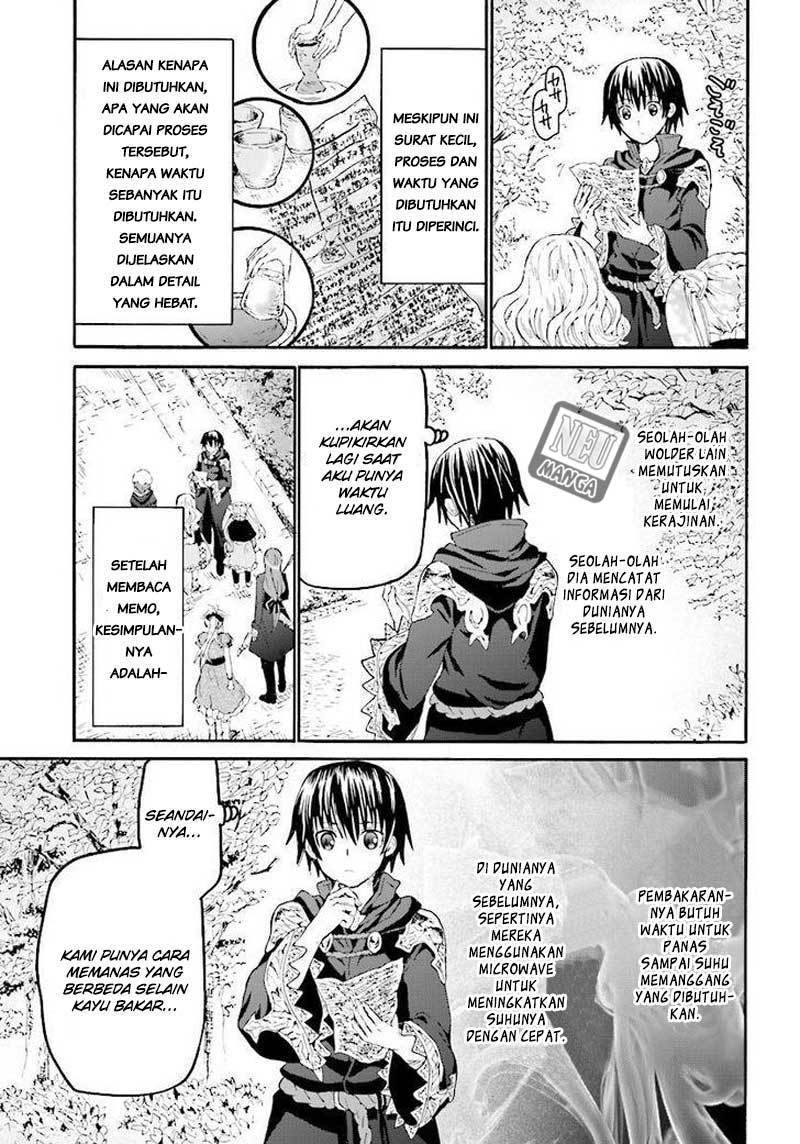 MESKIPUN INI
SURAT KECIL,
PROSES DAN
WAKTU YANG
DIBUTUHKAN
ITU DIPERINCI.
ALASAN KENAPA
INI DIBUTUHKAN,
APA YANG AKAN
DICAPAI PROSES
TERSEBUT,
KENAPA WAKTU
SEBANYAK ITU
DIBUTUHKAN.
SEMUANYA
DIJELASKAN
DALAM DETAIL
YANG HEBAT.
SEOLAH-OLAH
WOLDER LAIN
MEMUTUSKAN
UNTUK
MEMULAI
KERAJINAN.
SEOLAH-OLAH
DIA MENCATAT
INFORMASI DARI
DUNIANYA
SEBELUMNYA.
NEU
MANGA
...AKAN
KUPIKIRKAN
LAGI SAAT
AKU PUNYA
WAKTU
LUANG.
SETELAH
MEMBACA
MEMO,
KESIMPULAN-
NYA
ADALAH-
PEMBAKARAN-
NYA BUTUH
WAKTU UNTUK
PANAS
SAMPAI SUHU
MEMANGGANG
YANG DIBUTUH-
KAN.
DI DUNIANYA
YANG
SEBELUMNYA,
SEPERTINYA
MEREKA
MENGGUNAKAN
MICROWAVE
UNTUK
MENINGKATKAN
SUHUNYA
DENGAN CEPAT.
SEANDAI-
NYA...
KAMI PUNYA CARA
MEMANAS YANG
BERBEDA SELAIN
KAYU BAKAR...